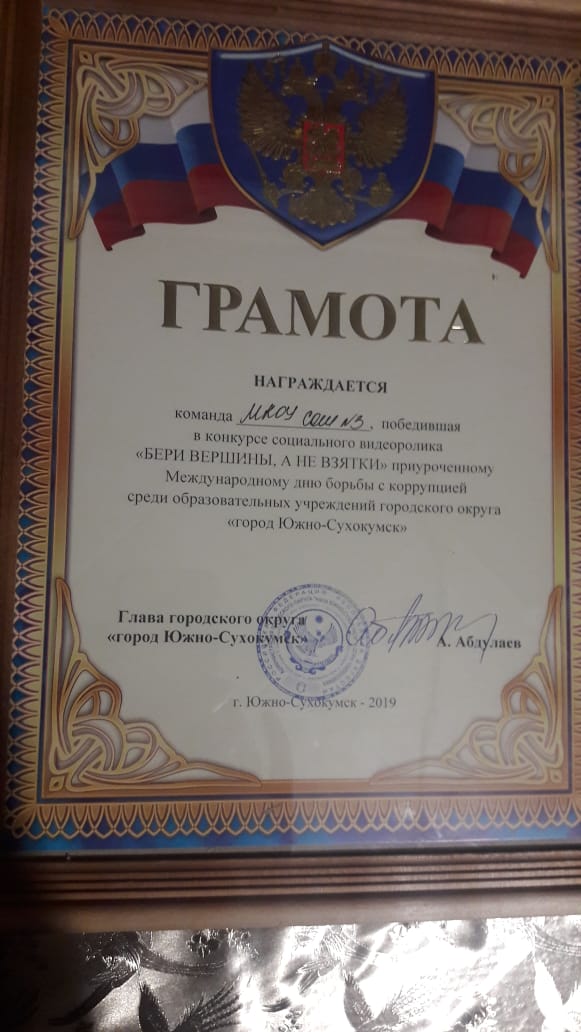 ГРАМОТА
НАГРАЖДАЕТСЯ
команда МКОУ СОШ №3, победившая
в конкурсе социального видеоролика
«БЕРИ ВЕРШИНЫ, А НЕ ВЗЯТКИ» приуроченному
Международному дню борьбы с коррупцией
среди образовательных учреждений городского округа
«город Южно-Сухокумск»
Глава городского округа
«город Южно-Сухокумск»
А. Абдулаев
г. Южно-Сухокумск - 2019